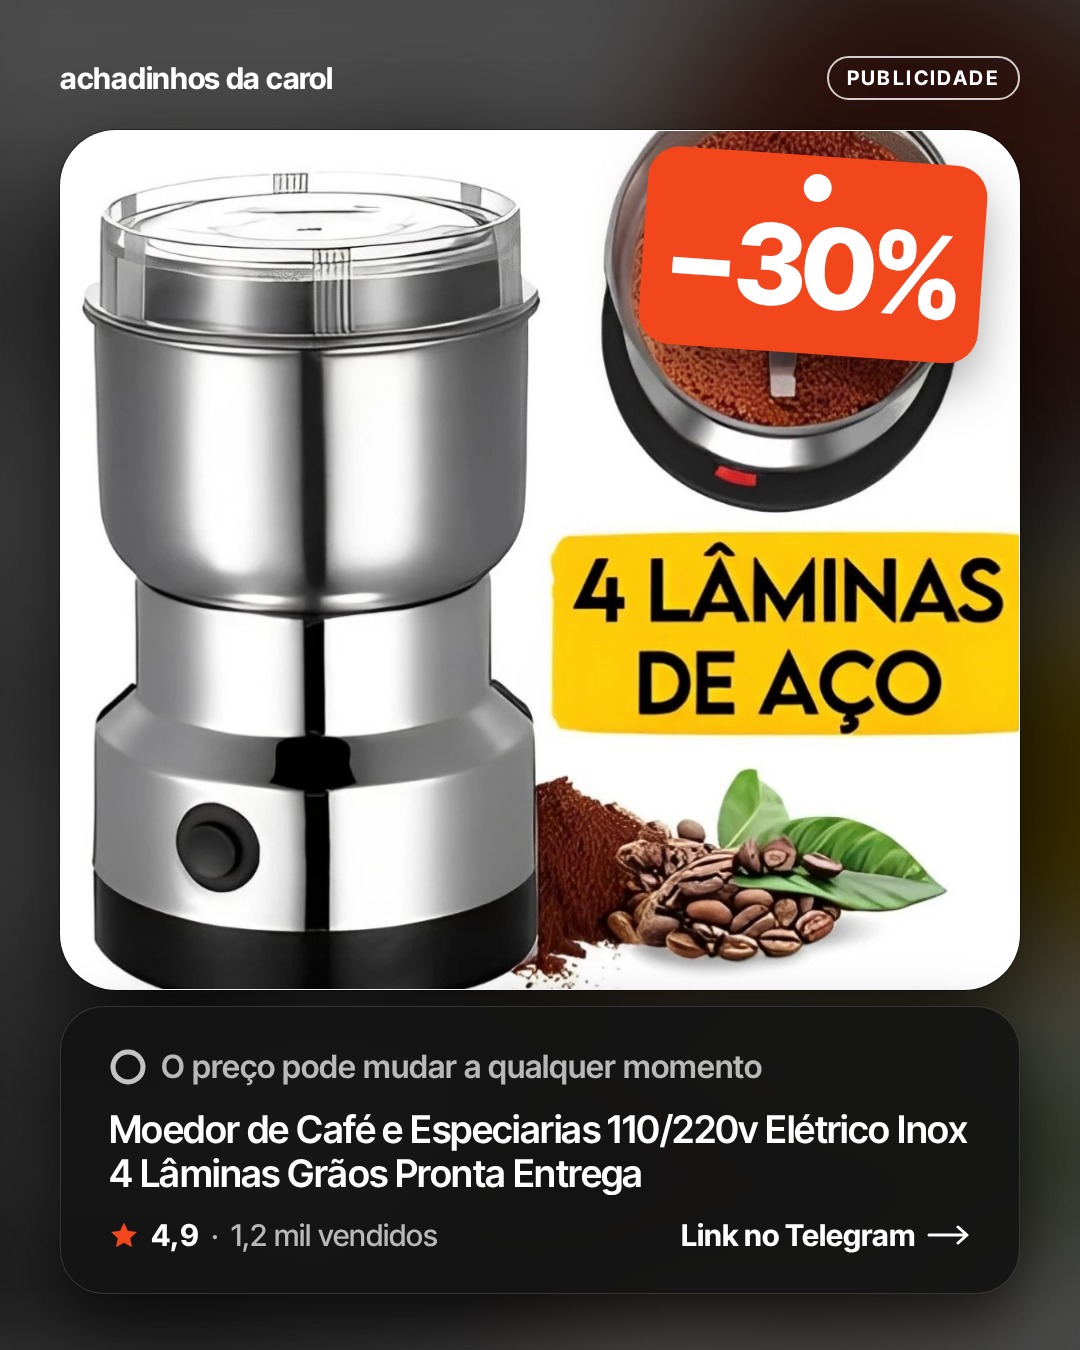 achadinhos da carol
PUBLICIDADE
-30%
4 LÂMINAS
DE AÇO
O preço pode mudar a qualquer momento
Moedor de Café e Especiarias 110/220v Elétrico Inox
4 Lâminas Grãos Pronta Entrega
4,9 · 1,2 mil vendidos
Link no Telegram →